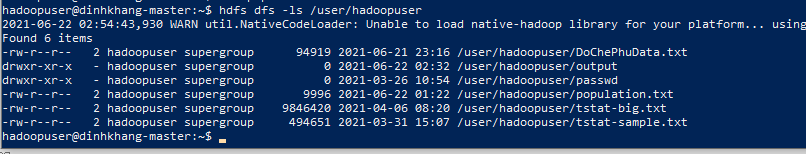 hadoopuser@dinhkhang-master:~$ hdfs dfs -ls /user/hadoopuser
2021-06-22 02:54:43,930 WARN util.NativeCodeLoader: Unable to load native-hadoop library for your platform... using
Found 6 items
-rw-r--r-- 2 hadoopuser supergroup 94919 2021-06-21 23:16 /user/hadoopuser/DoChePhuData.txt
drwxr-xr-x - hadoopuser supergroup 0 2021-06-22 02:32 /user/hadoopuser/output
drwxr-xr-x - hadoopuser supergroup 0 2021-03-26 10:54 /user/hadoopuser/passwd
-rw-r--r-- 2 hadoopuser supergroup 9996 2021-06-22 01:22 /user/hadoopuser/population.txt
-rw-r--r-- 2 hadoopuser supergroup 9846420 2021-04-06 08:20 /user/hadoopuser/tstat-big.txt
-rw-r--r-- 2 hadoopuser supergroup 494651 2021-03-31 15:07 /user/hadoopuser/tstat-sample.txt
hadoopuser@dinhkhang-master:~$